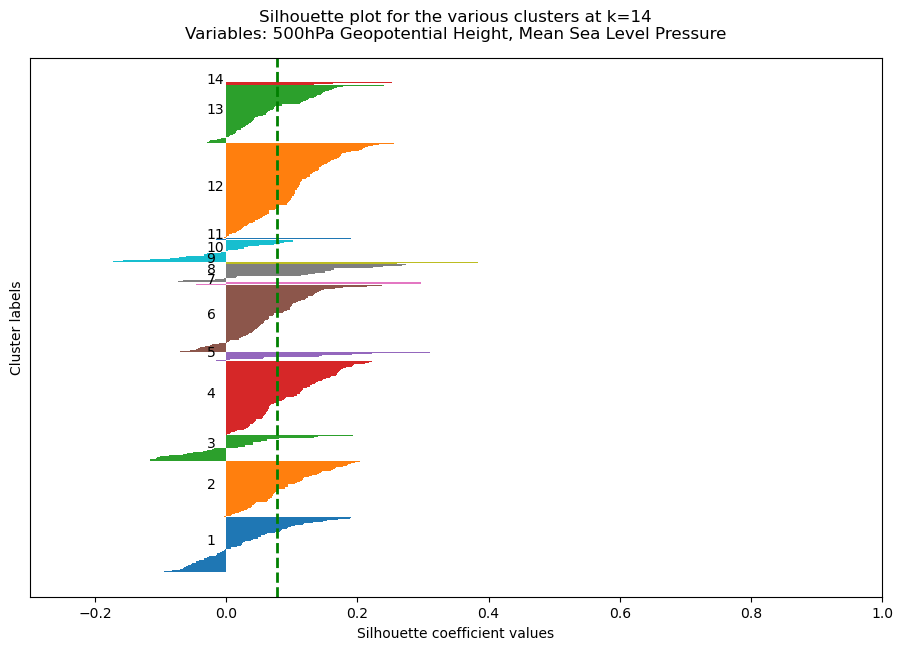 Silhouette plot for the various clusters at k=14
Variables: 500hPa Geopotential Height, Mean Sea Level Pressure
Cluster labels
14
13
12
11
10
9
8
7
6
5
4
3
2
1
−0.2 0.0 0.2 0.4 0.6 0.8 1.0
Silhouette coefficient values